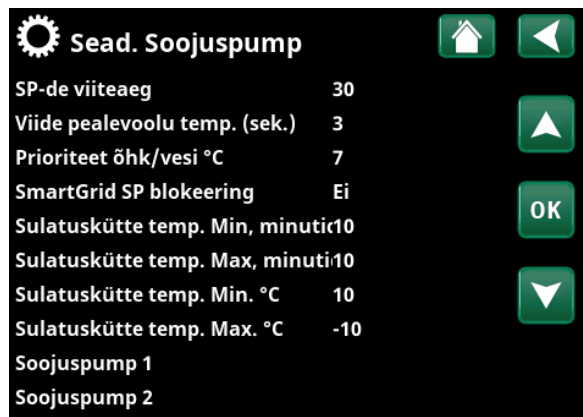 Sead. Soojuspump
SP-de viiteaeg 30
Viide pealevoolu temp. (sek.) 3
Prioriteet õhk/vesi °C 7
SmartGrid SP blokeering Ei
Sulatuskütte temp. Min, minuti 10
Sulatuskütte temp. Max, minuti 10
Sulatuskütte temp. Min. °C 10
Sulatuskütte temp. Max. °C -10
Soojuspump 1
Soojuspump 2
OK